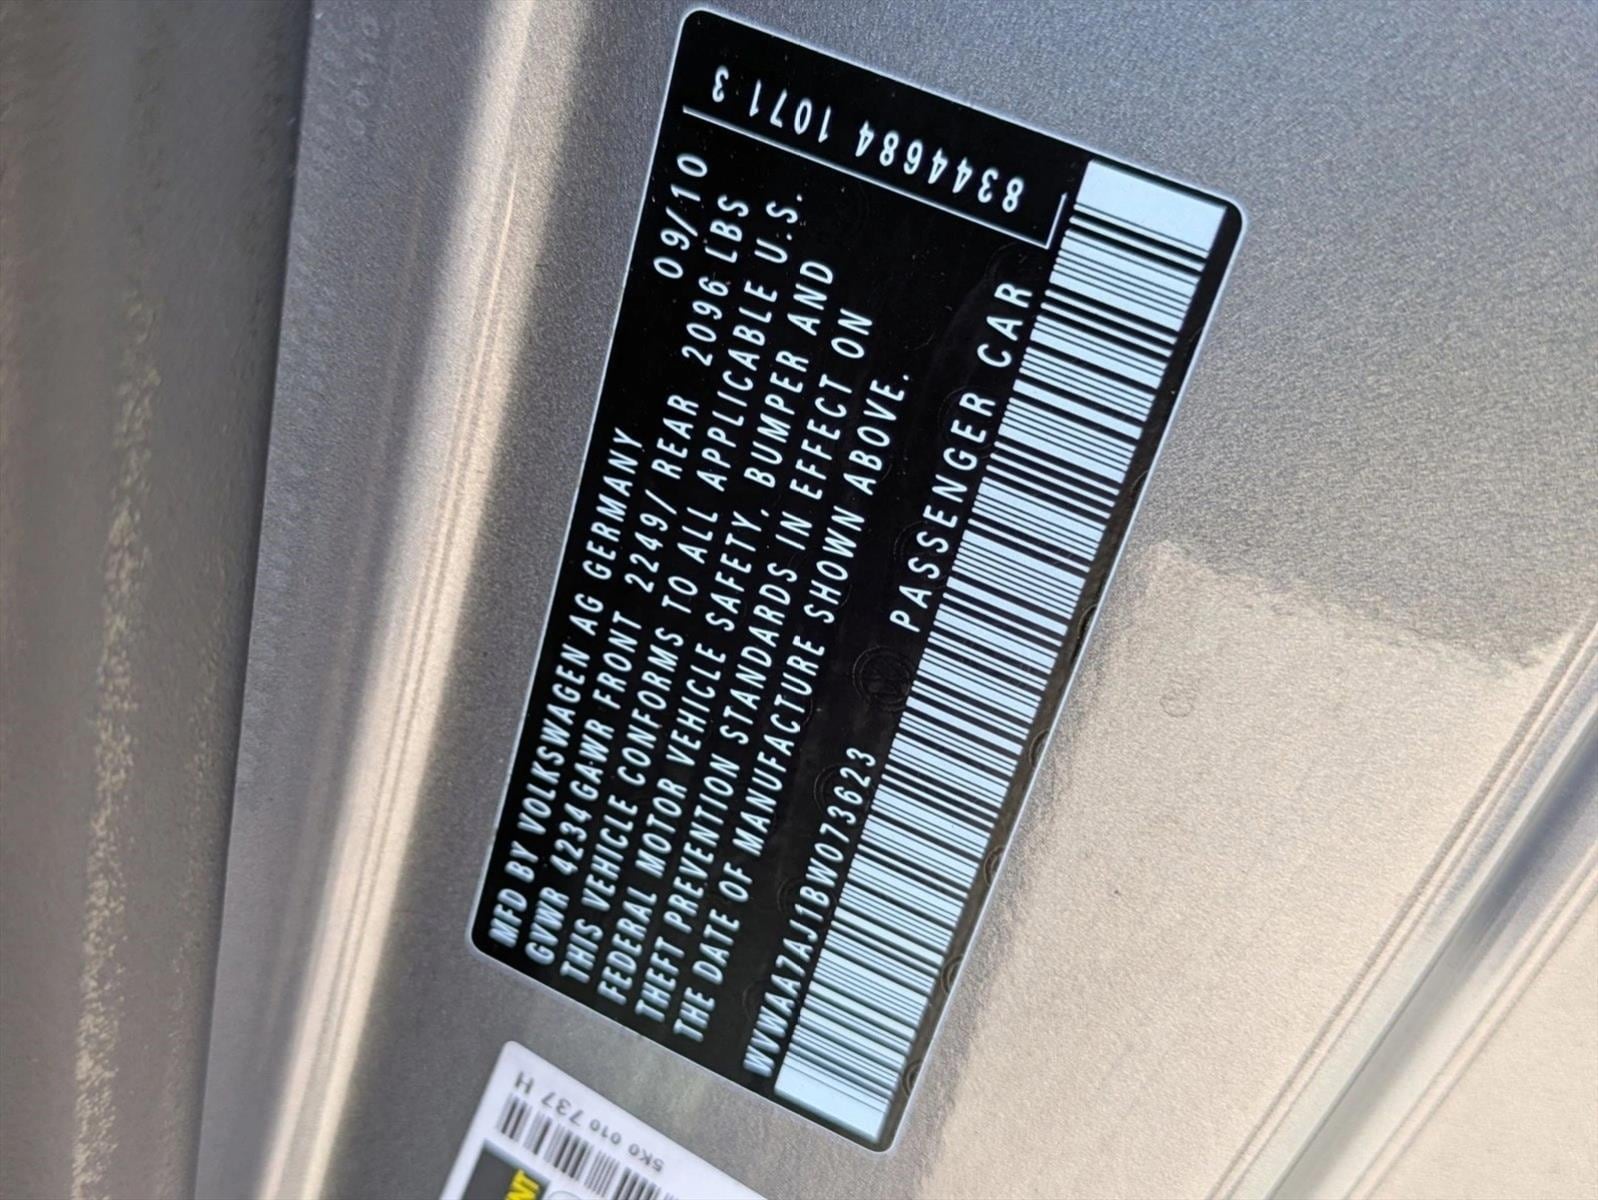 MFD BY VOLKSWAGEN AG GERMANY 09/10
GVWR 4234 GAWR FRONT 2249/ REAR 2096 LBS
THIS VEHICLE CONFORMS TO ALL APPLICABLE U.S.
FEDERAL MOTOR VEHICLE SAFETY, BUMPER AND
THEFT PREVENTION STANDARDS IN EFFECT ON
THE DATE OF MANUFACTURE SHOWN ABOVE.
WVWAA7AJ1BW073623 PASSENGER CAR
8344684 1071 3
5K0 010 737 H